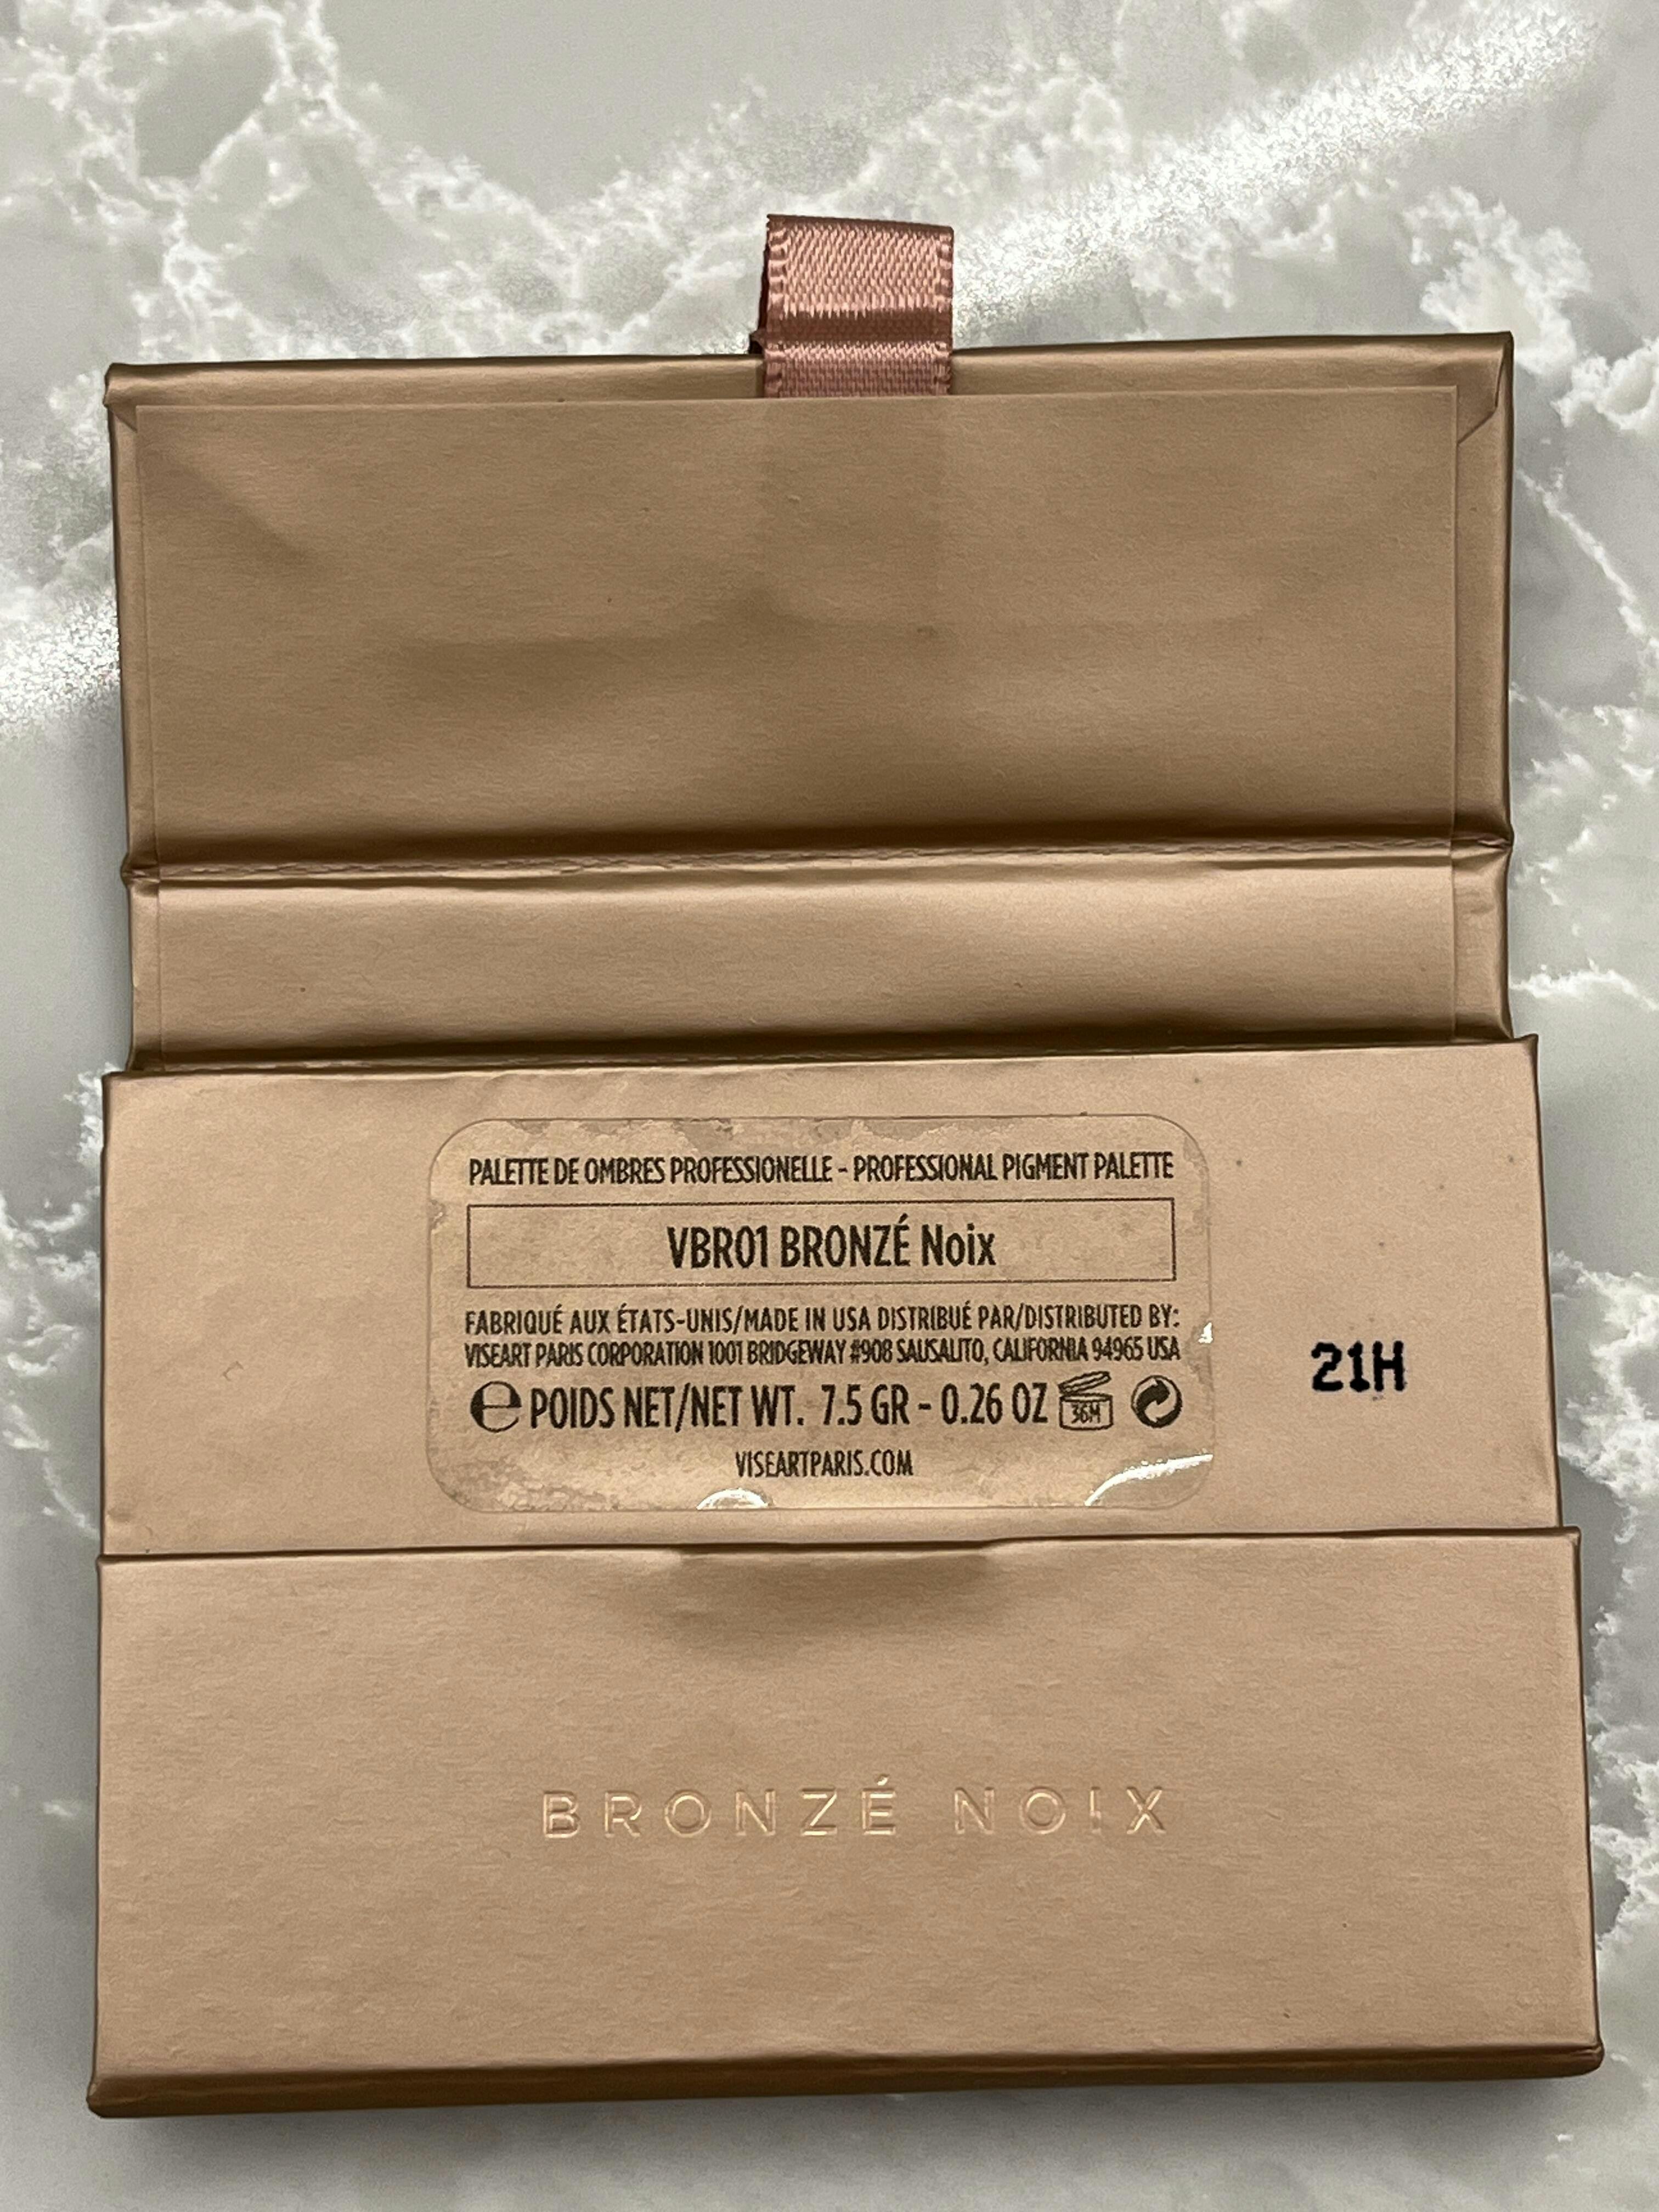 PALETTE DE OMBRES PROFESSIONELLE - PROFESSIONAL PIGMENT PALETTE
VBR01 BRONZÉ Noix
FABRIQUÉ AUX ÉTATS-UNIS/MADE IN USA DISTRIBUÉ PAR/DISTRIBUTED BY:
VISEART PARIS CORPORATION 1001 BRIDGEWAY #908 SAUSALITO, CALIFORNIA 94965 USA
℮ POIDS NET/NET WT. 7.5 GR - 0.26 OZ 36M
VISEARTPARIS.COM
21H
BRONZÉ NOIX